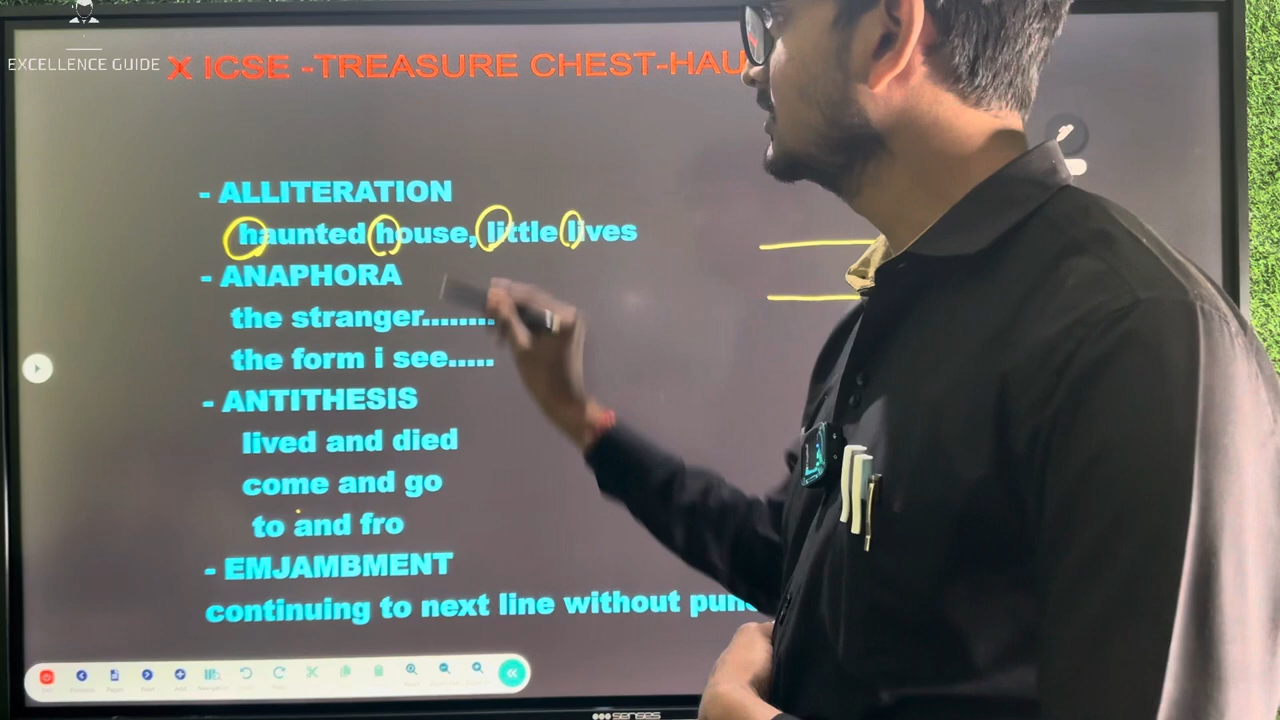 EXCELLENCE GUIDE
X ICSE -TREASURE CHEST-HAU
- ALLITERATION
haunted house, little lives
- ANAPHORA
the stranger........
the form i see.....
- ANTITHESIS
lived and died
come and go
to and fro
- EMJAMBMENT
continuing to next line without punc